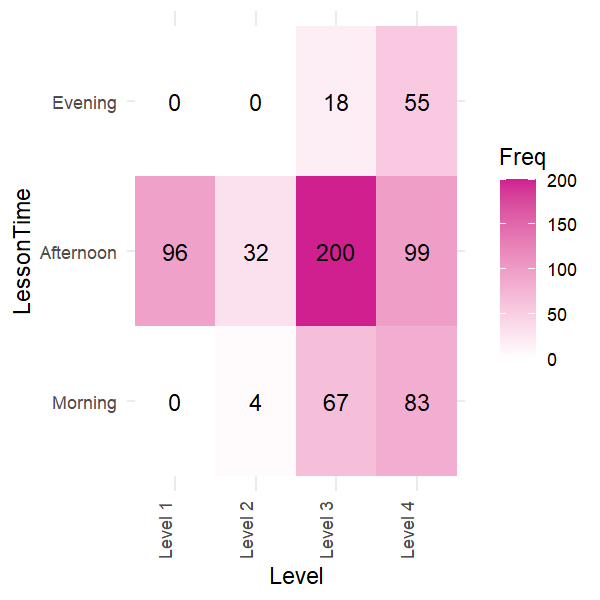 Evening 0 0 18 55
Afternoon 96 32 200 99
Morning 0 4 67 83
Level 1 Level 2 Level 3 Level 4
Level
LessonTime
Freq
200
150
100
50
0